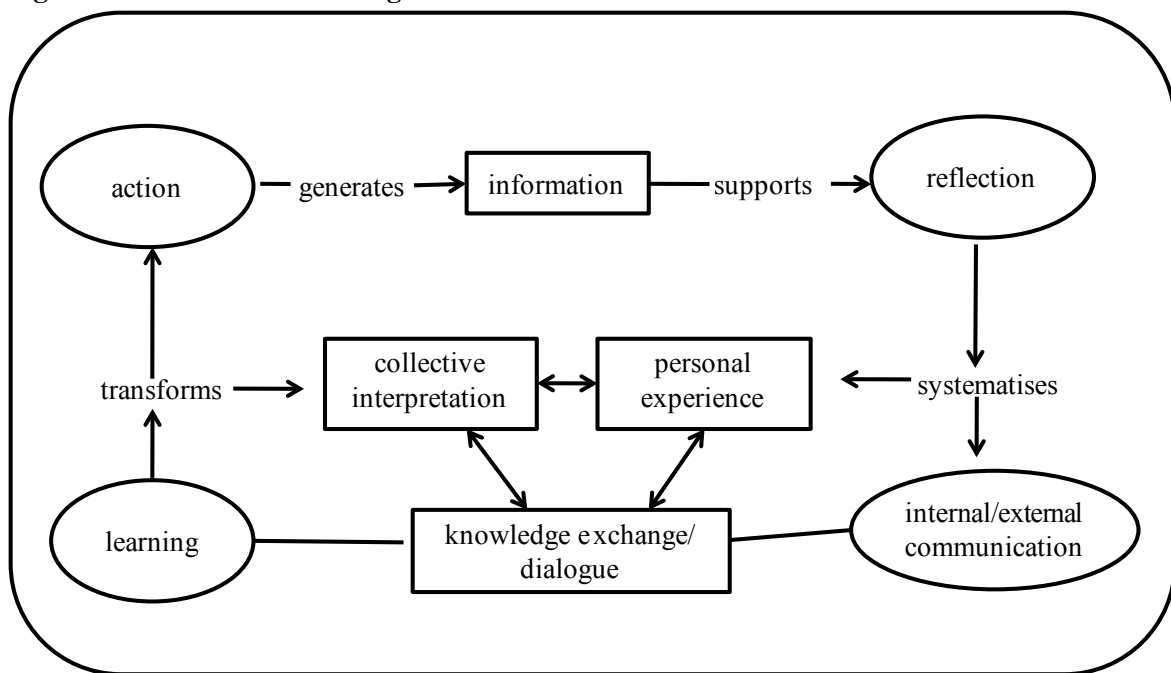 action
generates
information
supports
reflection
collective
interpretation
personal
experience
transforms
systematises
learning
knowledge exchange/
dialogue
internal/external
communication